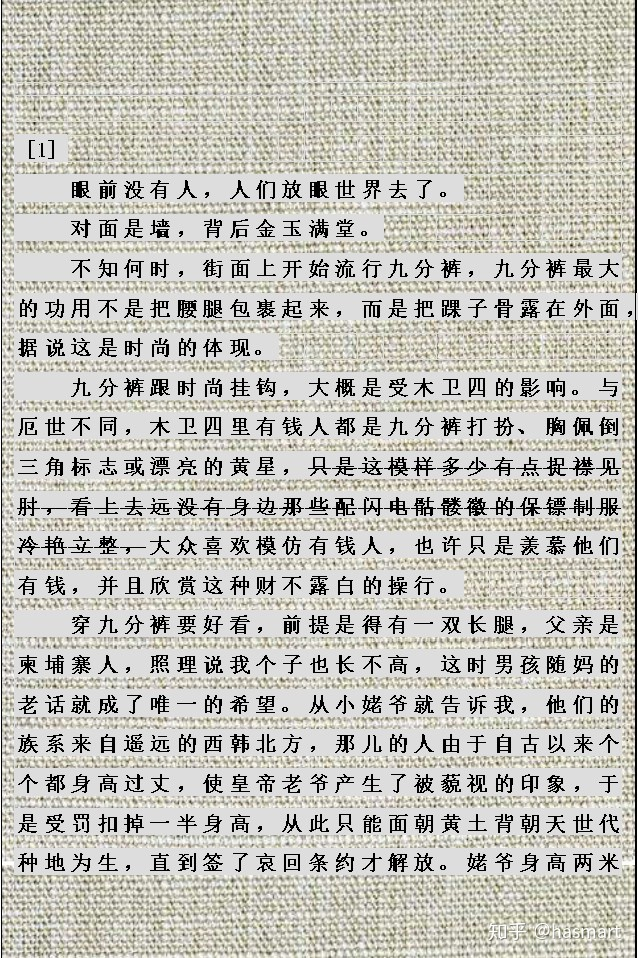 [1]
眼前没有人，人们放眼世界去了。
对面是墙，背后金玉满堂。
不知何时，街面上开始流行九分裤，九分裤最大
的功用不是把腰腿包裹起来，而是把踝子骨露在外面，
据说这是时尚的体现。
九分裤跟时尚挂钩，大概是受木卫四的影响。与
厄世不同，木卫四里有钱人都是九分裤打扮、胸佩倒
三角标志或漂亮的黄星，只是这模样多少有点捉襟见
肘，看上去远没有身边那些配闪电骷髅徽的保镖制服
冷艳立整，大众喜欢模仿有钱人，也许只是羡慕他们
有钱，并且欣赏这种财不露白的操行。
穿九分裤要好看，前提是得有一双长腿，父亲是
柬埔寨人，照理说我个子也长不高，这时男孩随妈的
老话就成了唯一的希望。从小姥爷就告诉我，他们的
族系来自遥远的西韩北方，那儿的人由于自古以来个
个都身高过丈，使皇帝老爷产生了被藐视的印象，于
是受罚扣掉一半身高，从此只能面朝黄土背朝天世代
种地为生，直到签了哀回条约才解放。姥爷身高两米
知乎 @hasmart